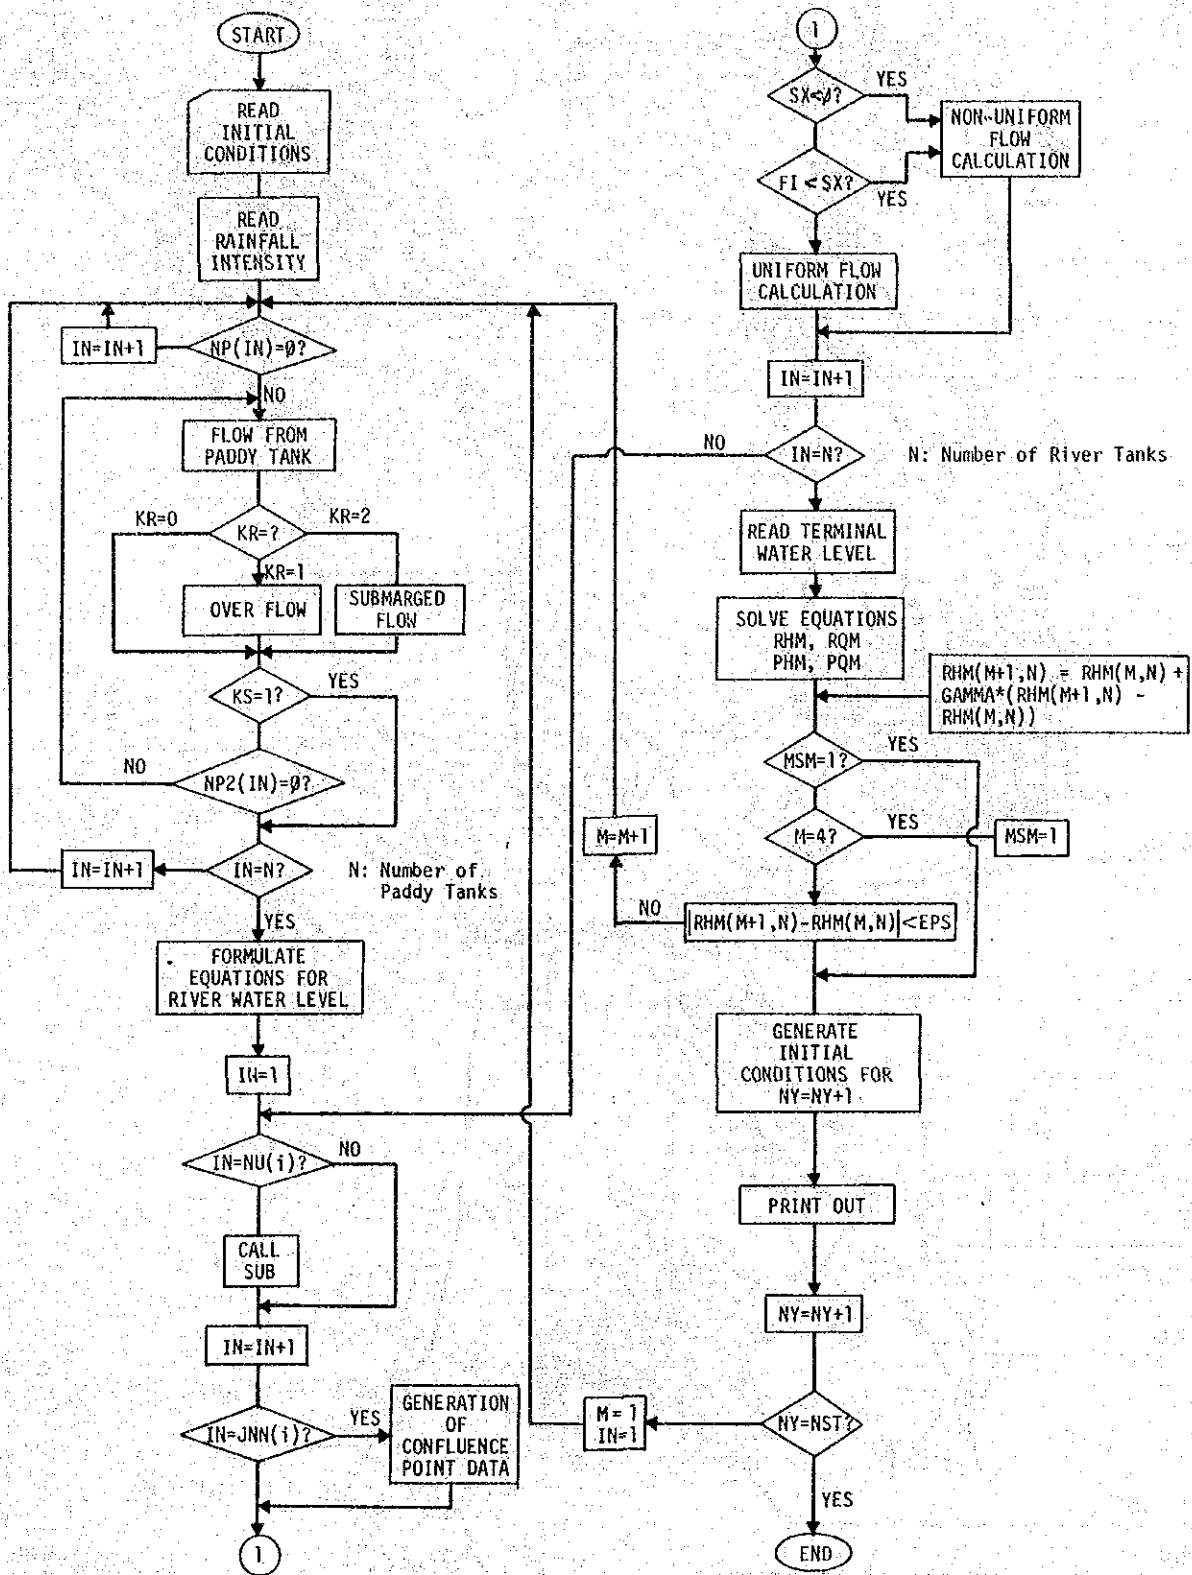 START
READ
INITIAL
CONDITIONS
READ
RAINFALL
INTENSITY
IN=IN+1
NP(IN)=Ø?
NO
FLOW FROM
PADDY TANK
KR=0
KR=?
KR=2
KR=1
OVER FLOW
SUBMARGED
FLOW
KS=1?
YES
NO
NP2(IN)=Ø?
IN=IN+1
IN=N?
N: Number of
Paddy Tanks
YES
FORMULATE
EQUATIONS FOR
RIVER WATER LEVEL
IN=1
IN=NU(i)?
NO
CALL
SUB
IN=IN+1
IN=JNN(i)?
YES
GENERATION
OF
CONFLUENCE
POINT DATA
1
1
SX<Ø?
YES
NON-UNIFORM
FLOW
CALCULATION
FI < SX?
YES
UNIFORM FLOW
CALCULATION
IN=IN+1
NO
IN=N?
N: Number of River Tanks
READ TERMINAL
WATER LEVEL
SOLVE EQUATIONS
RHM, RQM
PHM, PQM
RHM(M+1,N) = RHM(M,N) +
GAMMA*(RHM(M+1,N) -
RHM(M,N))
MSM=1?
YES
M=M+1
M=4?
YES
MSM=1
NO
|RHM(M+1,N)-RHM(M,N)|<EPS
GENERATE
INITIAL
CONDITIONS FOR
NY=NY+1
PRINT OUT
NY=NY+1
M=1
IN=1
NY=NST?
YES
END